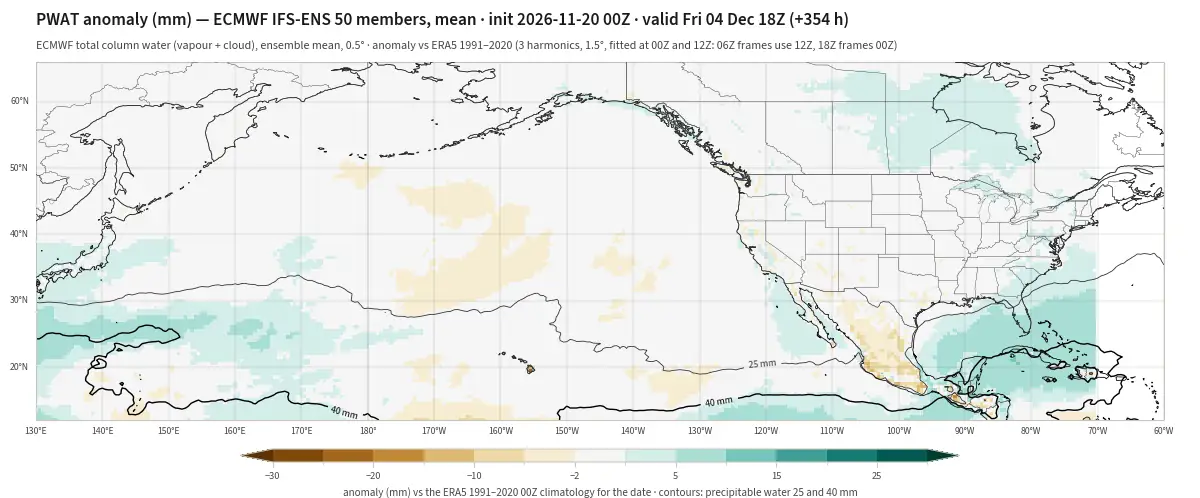 PWAT anomaly (mm) — ECMWF IFS-ENS 50 members, mean · init 2026-11-20 00Z · valid Fri 04 Dec 18Z (+354 h)
ECMWF total column water (vapour + cloud), ensemble mean, 0.5° · anomaly vs ERA5 1991–2020 (3 harmonics, 1.5°, fitted at 00Z and 12Z: 06Z frames use 12Z, 18Z frames 00Z)
60°N
50°N
40°N
30°N
20°N
25 mm
40 mm
40 mm
130°E 140°E 150°E 160°E 170°E 180° 170°W 160°W 150°W 140°W 130°W 120°W 110°W 100°W 90°W 80°W 70°W 60°W
−30 −20 −10 −2 5 15 25
anomaly (mm) vs the ERA5 1991–2020 00Z climatology for the date · contours: precipitable water 25 and 40 mm